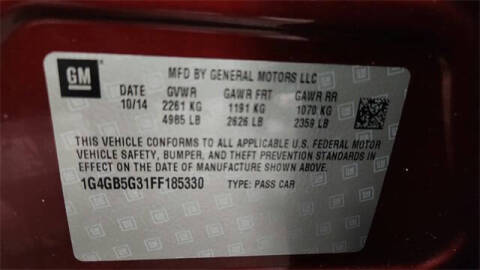 GM
MFD BY GENERAL MOTORS LLC
DATE GVWR GAWR FRT GAWR RR
10/14 2261 KG 1191 KG 1070 KG
4985 LB 2626 LB 2359 LB
THIS VEHICLE CONFORMS TO ALL APPLICABLE U.S. FEDERAL MOTOR
VEHICLE SAFETY, BUMPER, AND THEFT PREVENTION STANDARDS
IN EFFECT ON THE DATE OF MANUFACTURE SHOWN ABOVE.
1G4GB5G31FF185330 TYPE: PASS CAR